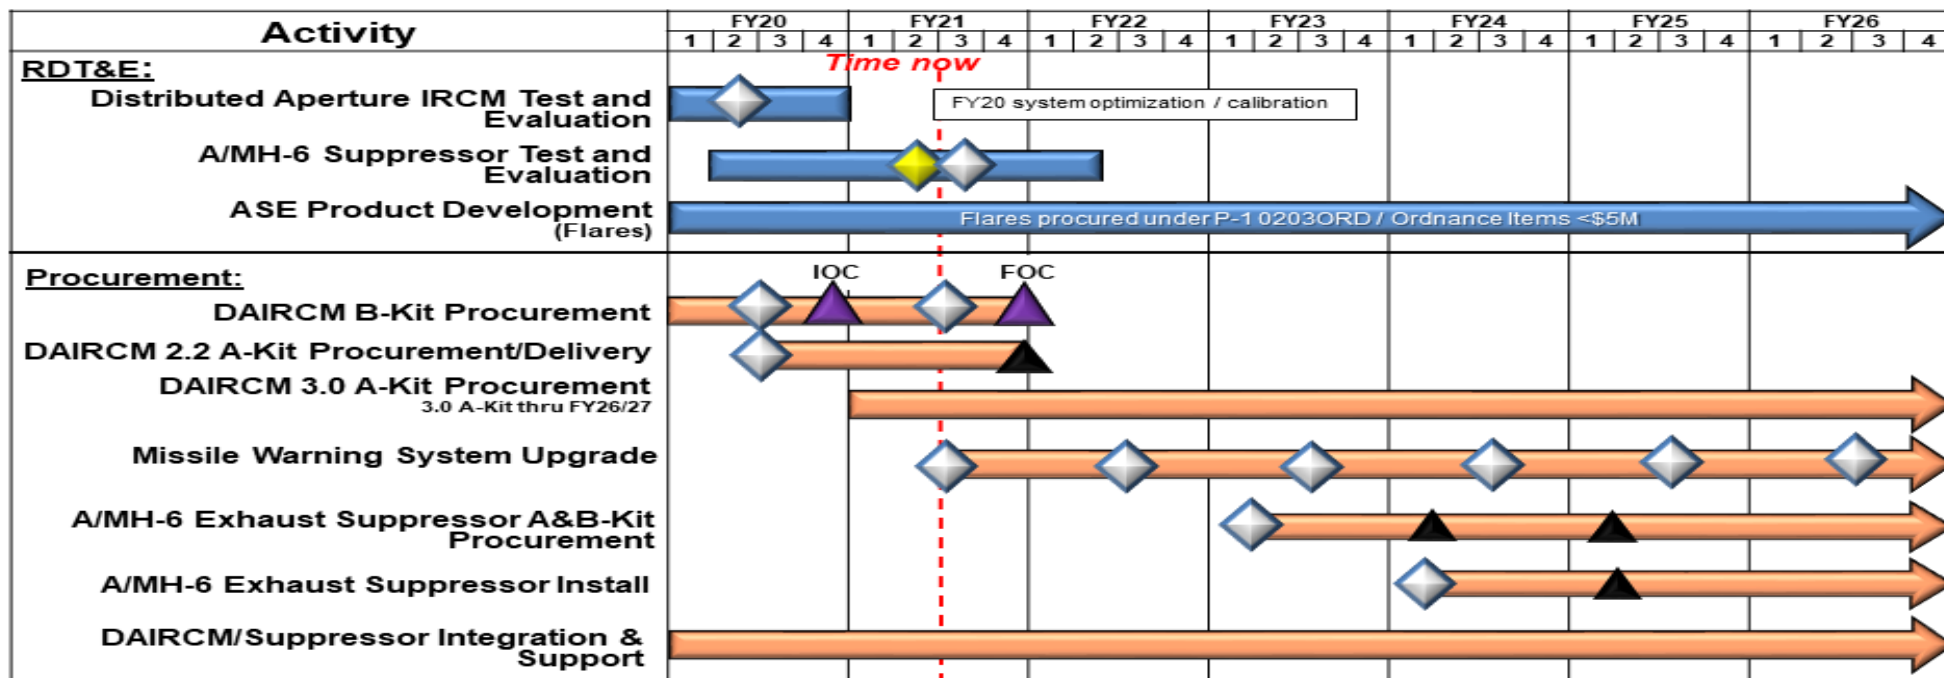 Activity
FY20 FY21 FY22 FY23 FY24 FY25 FY26
1 2 3 4 1 2 3 4 1 2 3 4 1 2 3 4 1 2 3 4 1 2 3 4 1 2 3 4
RDT&E:
Time now
Distributed Aperture IRCM Test and
Evaluation
FY20 system optimization / calibration
A/MH-6 Suppressor Test and
Evaluation
ASE Product Development
(Flares)
Flares procured under P-1 0203ORD / Ordnance Items <$5M
Procurement:
IOC FOC
DAIRCM B-Kit Procurement
DAIRCM 2.2 A-Kit Procurement/Delivery
DAIRCM 3.0 A-Kit Procurement
3.0 A-Kit thru FY26/27
Missile Warning System Upgrade
A/MH-6 Exhaust Suppressor A&B-Kit
Procurement
A/MH-6 Exhaust Suppressor Install
DAIRCM/Suppressor Integration &
Support